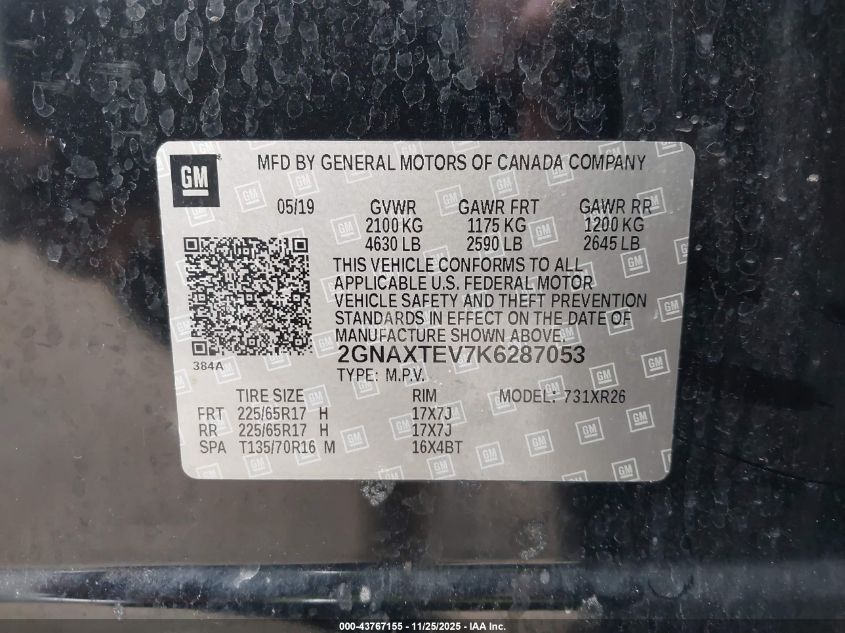 GM
MFD BY GENERAL MOTORS OF CANADA COMPANY
05/19 GVWR GAWR FRT GAWR RR
2100 KG 1175 KG 1200 KG
4630 LB 2590 LB 2645 LB
THIS VEHICLE CONFORMS TO ALL
APPLICABLE U.S. FEDERAL MOTOR
VEHICLE SAFETY AND THEFT PREVENTION
STANDARDS IN EFFECT ON THE DATE OF
MANUFACTURE SHOWN ABOVE.
2GNAXTEV7K6287053
384A
TYPE: M.P.V.
TIRE SIZE RIM MODEL: 731XR26
FRT 225/65R17 H 17X7J
RR 225/65R17 H 17X7J
SPA T135/70R16 M 16X4BT
000-43767155 - 11/25/2025 - IAA Inc.